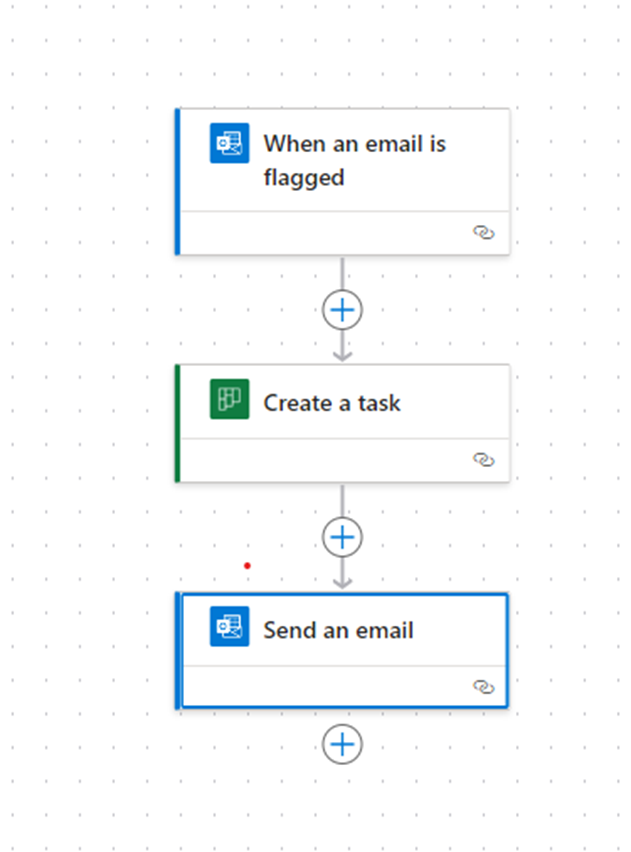 When an email is
flagged
Create a task
Send an email